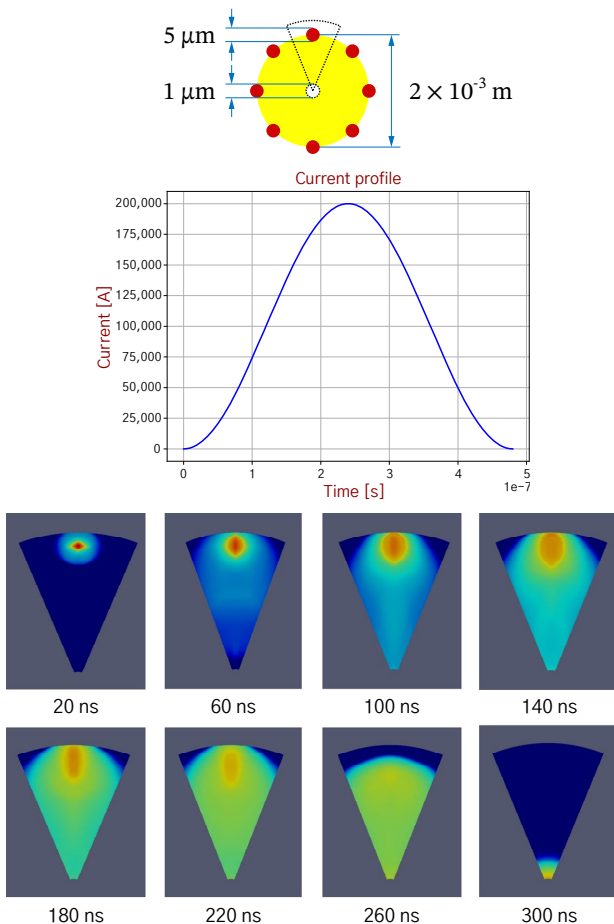 5 µm
1 µm
2 × 10⁻³ m
Current profile
Current [A]
200,000
175,000
150,000
125,000
100,000
75,000
50,000
25,000
0
0 1 2 3 4 5
Time [s]
1e-7
20 ns 60 ns 100 ns 140 ns
180 ns 220 ns 260 ns 300 ns